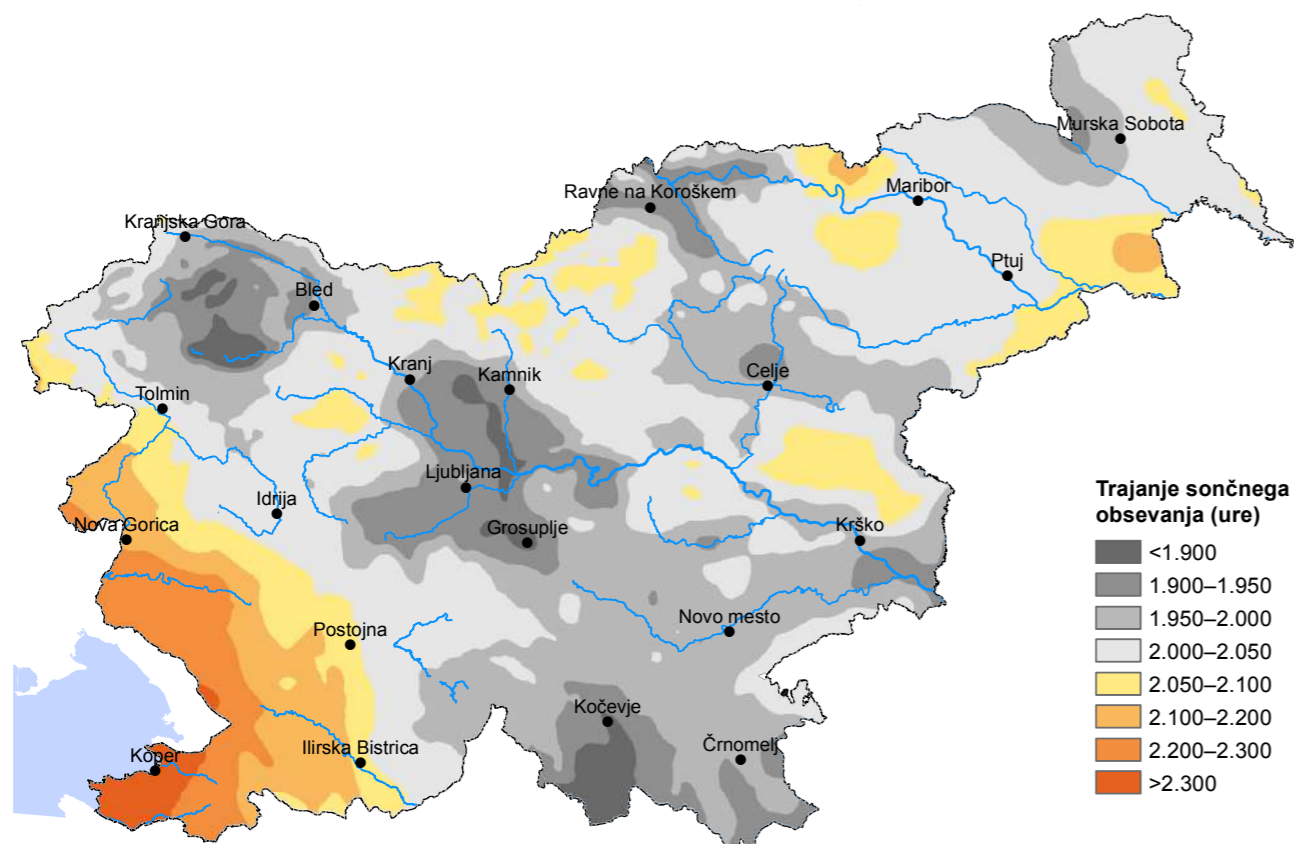 Murska Sobota
Ravne na Koroškem
Maribor
Kranjska Gora
Ptuj
Bled
Kranj
Kamnik
Celje
Tolmin
Ljubljana
Idrija
Nova Gorica
Grosuplje
Krško
Novo mesto
Postojna
Kočevje
Črnomelj
Koper
Ilirska Bistrica
Trajanje sončnega
obsevanja (ure)
<1.900
1.900–1.950
1.950–2.000
2.000–2.050
2.050–2.100
2.100–2.200
2.200–2.300
>2.300